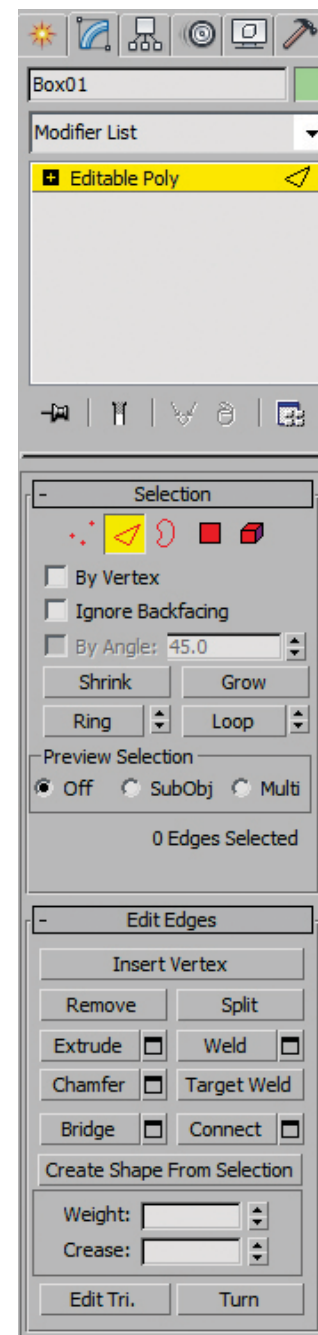 Box01
Modifier List
Editable Poly
- Selection
By Vertex
Ignore Backfacing
By Angle: 45.0
Shrink Grow
Ring Loop
Preview Selection
Off SubObj Multi
0 Edges Selected
- Edit Edges
Insert Vertex
Remove Split
Extrude Weld
Chamfer Target Weld
Bridge Connect
Create Shape From Selection
Weight:
Crease:
Edit Tri. Turn